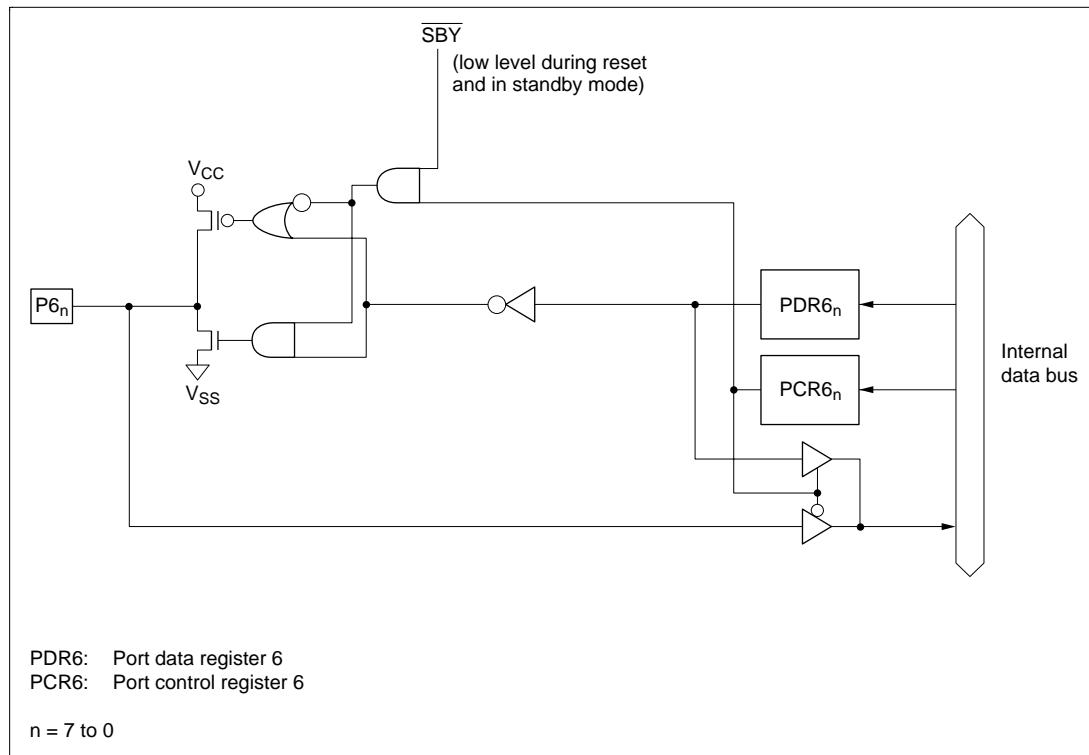 SBY
(low level during reset
and in standby mode)
VCC
P6n
VSS
PDR6n
PCR6n
Internal
data bus
PDR6: Port data register 6
PCR6: Port control register 6
n = 7 to 0